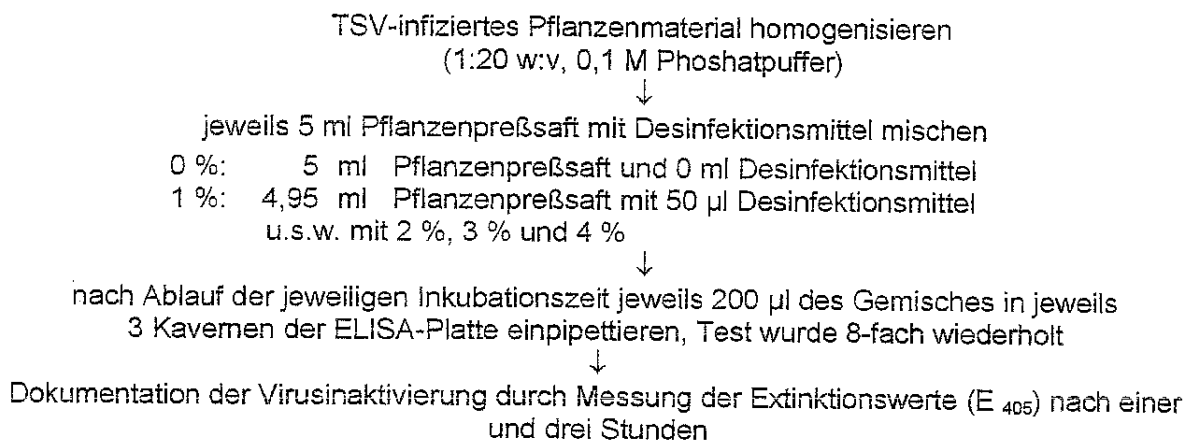 TSV-infiziertes Pflanzenmaterial homogenisieren
(1:20 w:v, 0,1 M Phoshatpuffer)
↓
jeweils 5 ml Pflanzenpreßsaft mit Desinfektionsmittel mischen
0 %: 5 ml Pflanzenpreßsaft und 0 ml Desinfektionsmittel
1 %: 4,95 ml Pflanzenpreßsaft mit 50 µl Desinfektionsmittel
u.s.w. mit 2 %, 3 % und 4 %
↓
nach Ablauf der jeweiligen Inkubationszeit jeweils 200 µl des Gemisches in jeweils
3 Kavernen der ELISA-Platte einpipettieren, Test wurde 8-fach wiederholt
↓
Dokumentation der Virusinaktivierung durch Messung der Extinktionswerte (E 405) nach einer
und drei Stunden